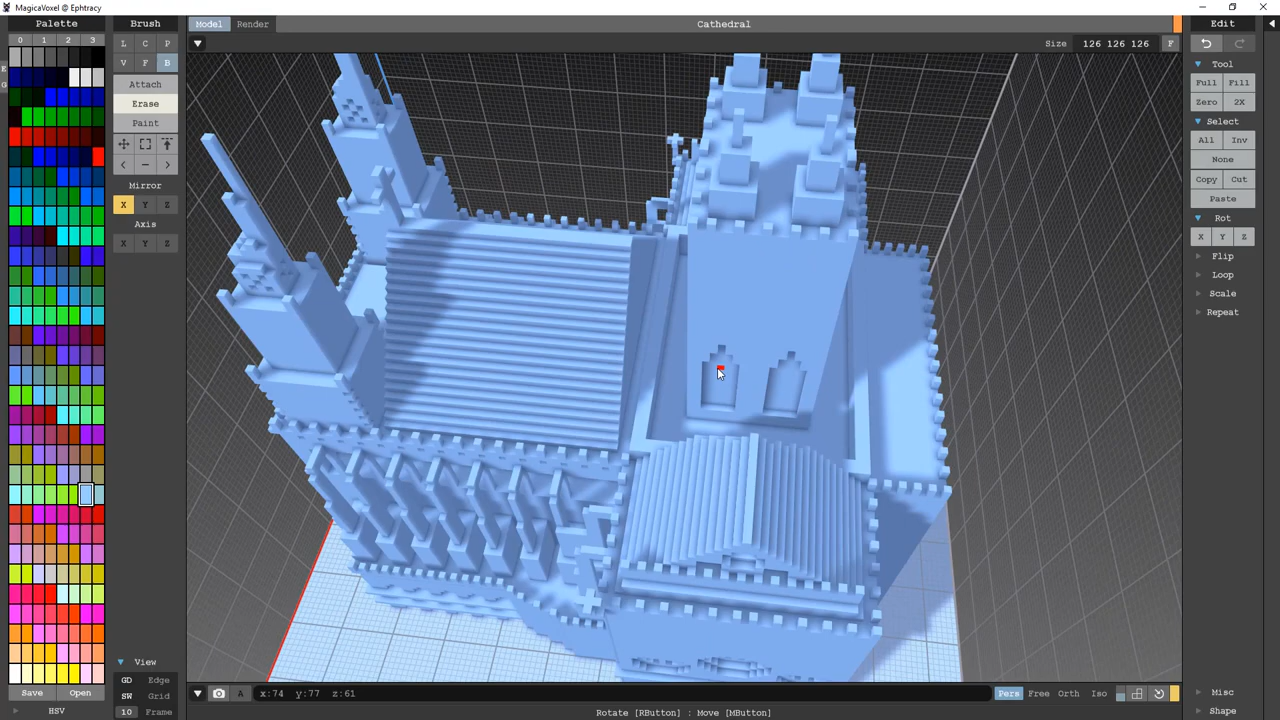 MagicaVoxel @ Ephtracy
Palette
Brush
Model
Render
Cathedral
Edit
0 1 2 3
L C P
V F B
Size 126 126 126 F
Attach
Erase
Paint
Mirror
X Y Z
Axis
X Y Z
Tool
Full Fill
Zero 2X
Select
All Inv
None
Copy Cut
Paste
Rot
X Y Z
Flip
Loop
Scale
Repeat
E
G
View
GD Edge
SW Grid
10 Frame
Save Open
HSV
A x:74 y:77 z:61
Pers Free Orth Iso
Misc
Shape
Rotate [RButton] : Move [MButton]